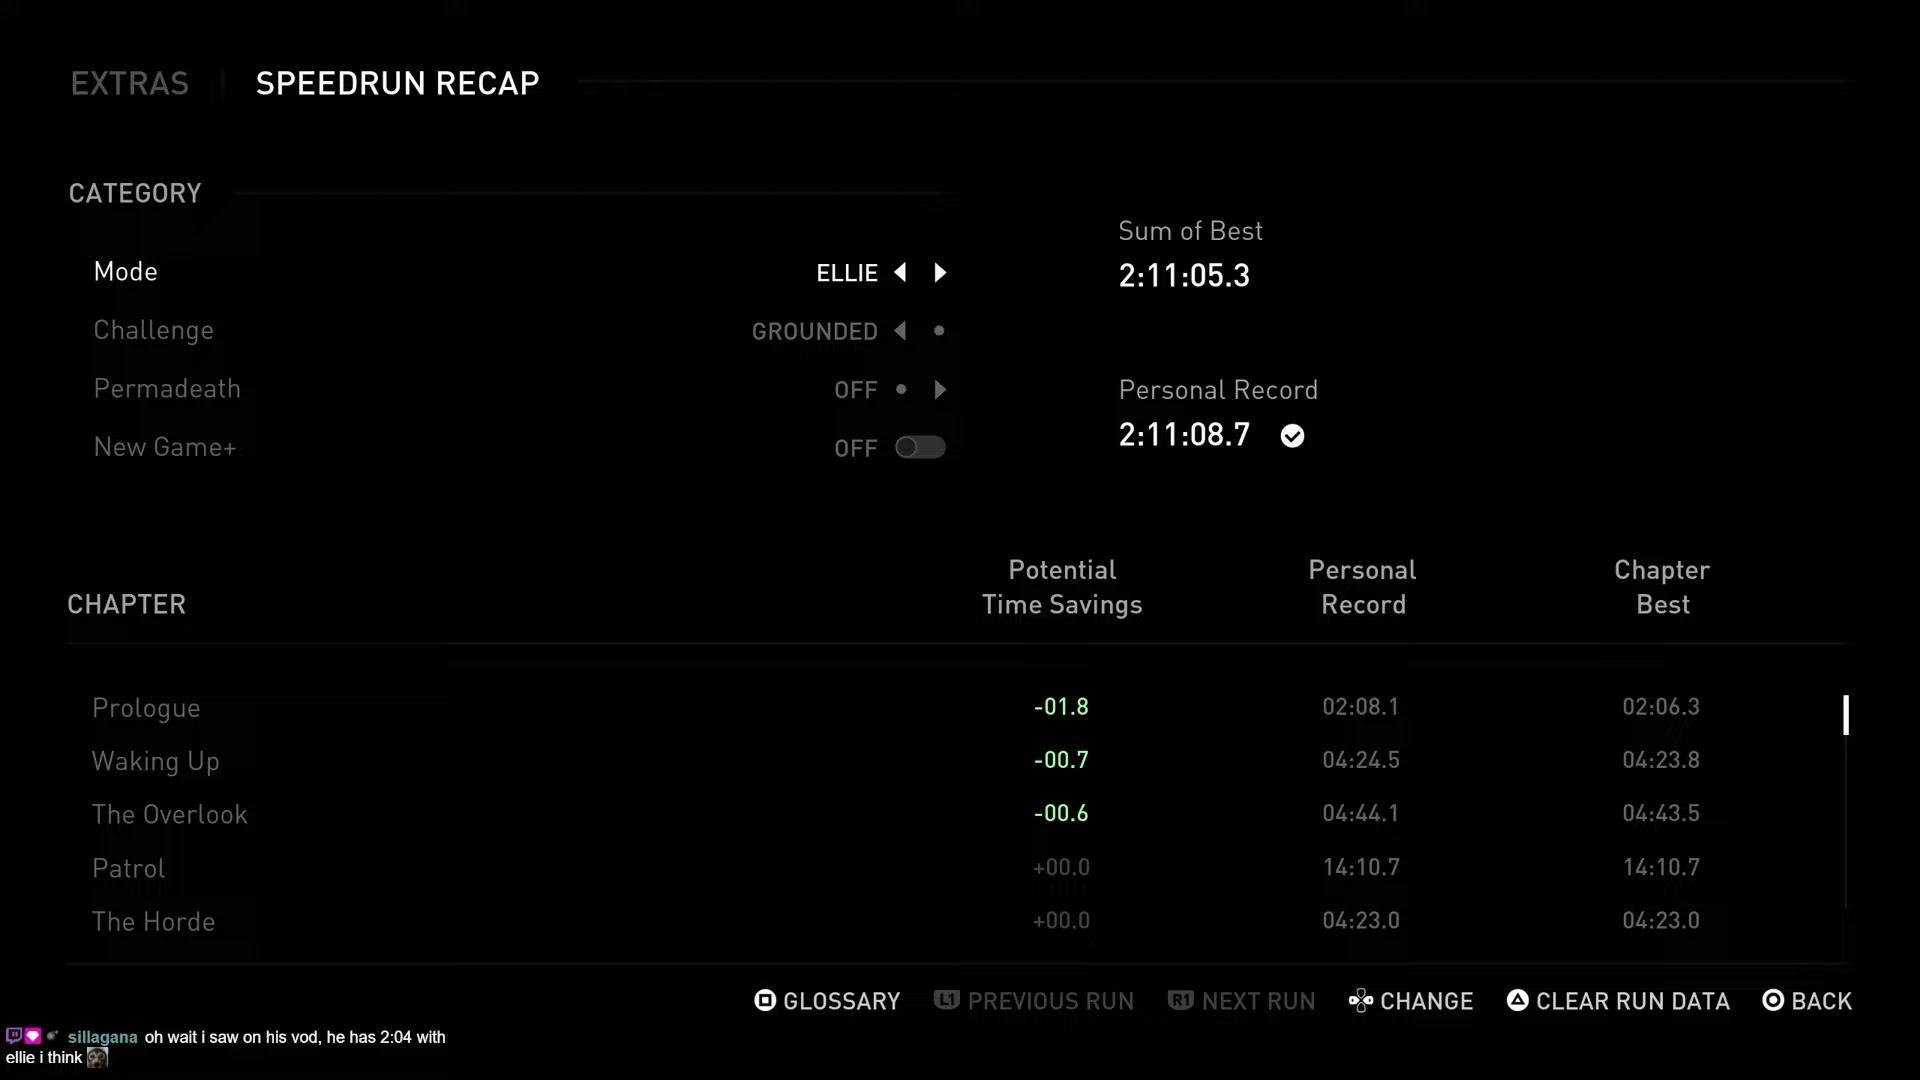 EXTRAS SPEEDRUN RECAP
CATEGORY
Mode ELLIE
Challenge GROUNDED
Permadeath OFF
New Game+ OFF
Sum of Best
2:11:05.3
Personal Record
2:11:08.7
CHAPTER
Potential
Time Savings
Personal
Record
Chapter
Best
Prologue -01.8 02:08.1 02:06.3
Waking Up -00.7 04:24.5 04:23.8
The Overlook -00.6 04:44.1 04:43.5
Patrol +00.0 14:10.7 14:10.7
The Horde +00.0 04:23.0 04:23.0
GLOSSARY L1 PREVIOUS RUN R1 NEXT RUN CHANGE CLEAR RUN DATA BACK
sillagana oh wait i saw on his vod, he has 2:04 with
ellie i think